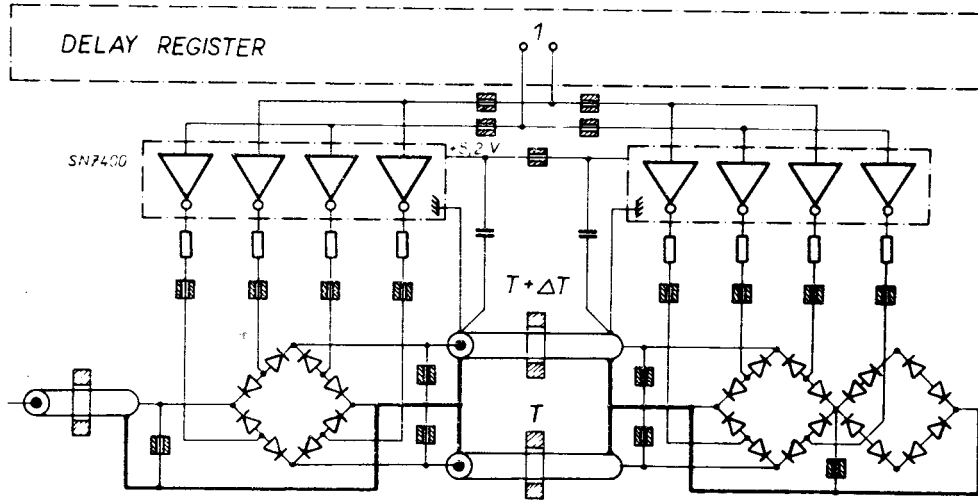 DELAY REGISTER
1
SN7400
+5,2 V
T + ΔT
T